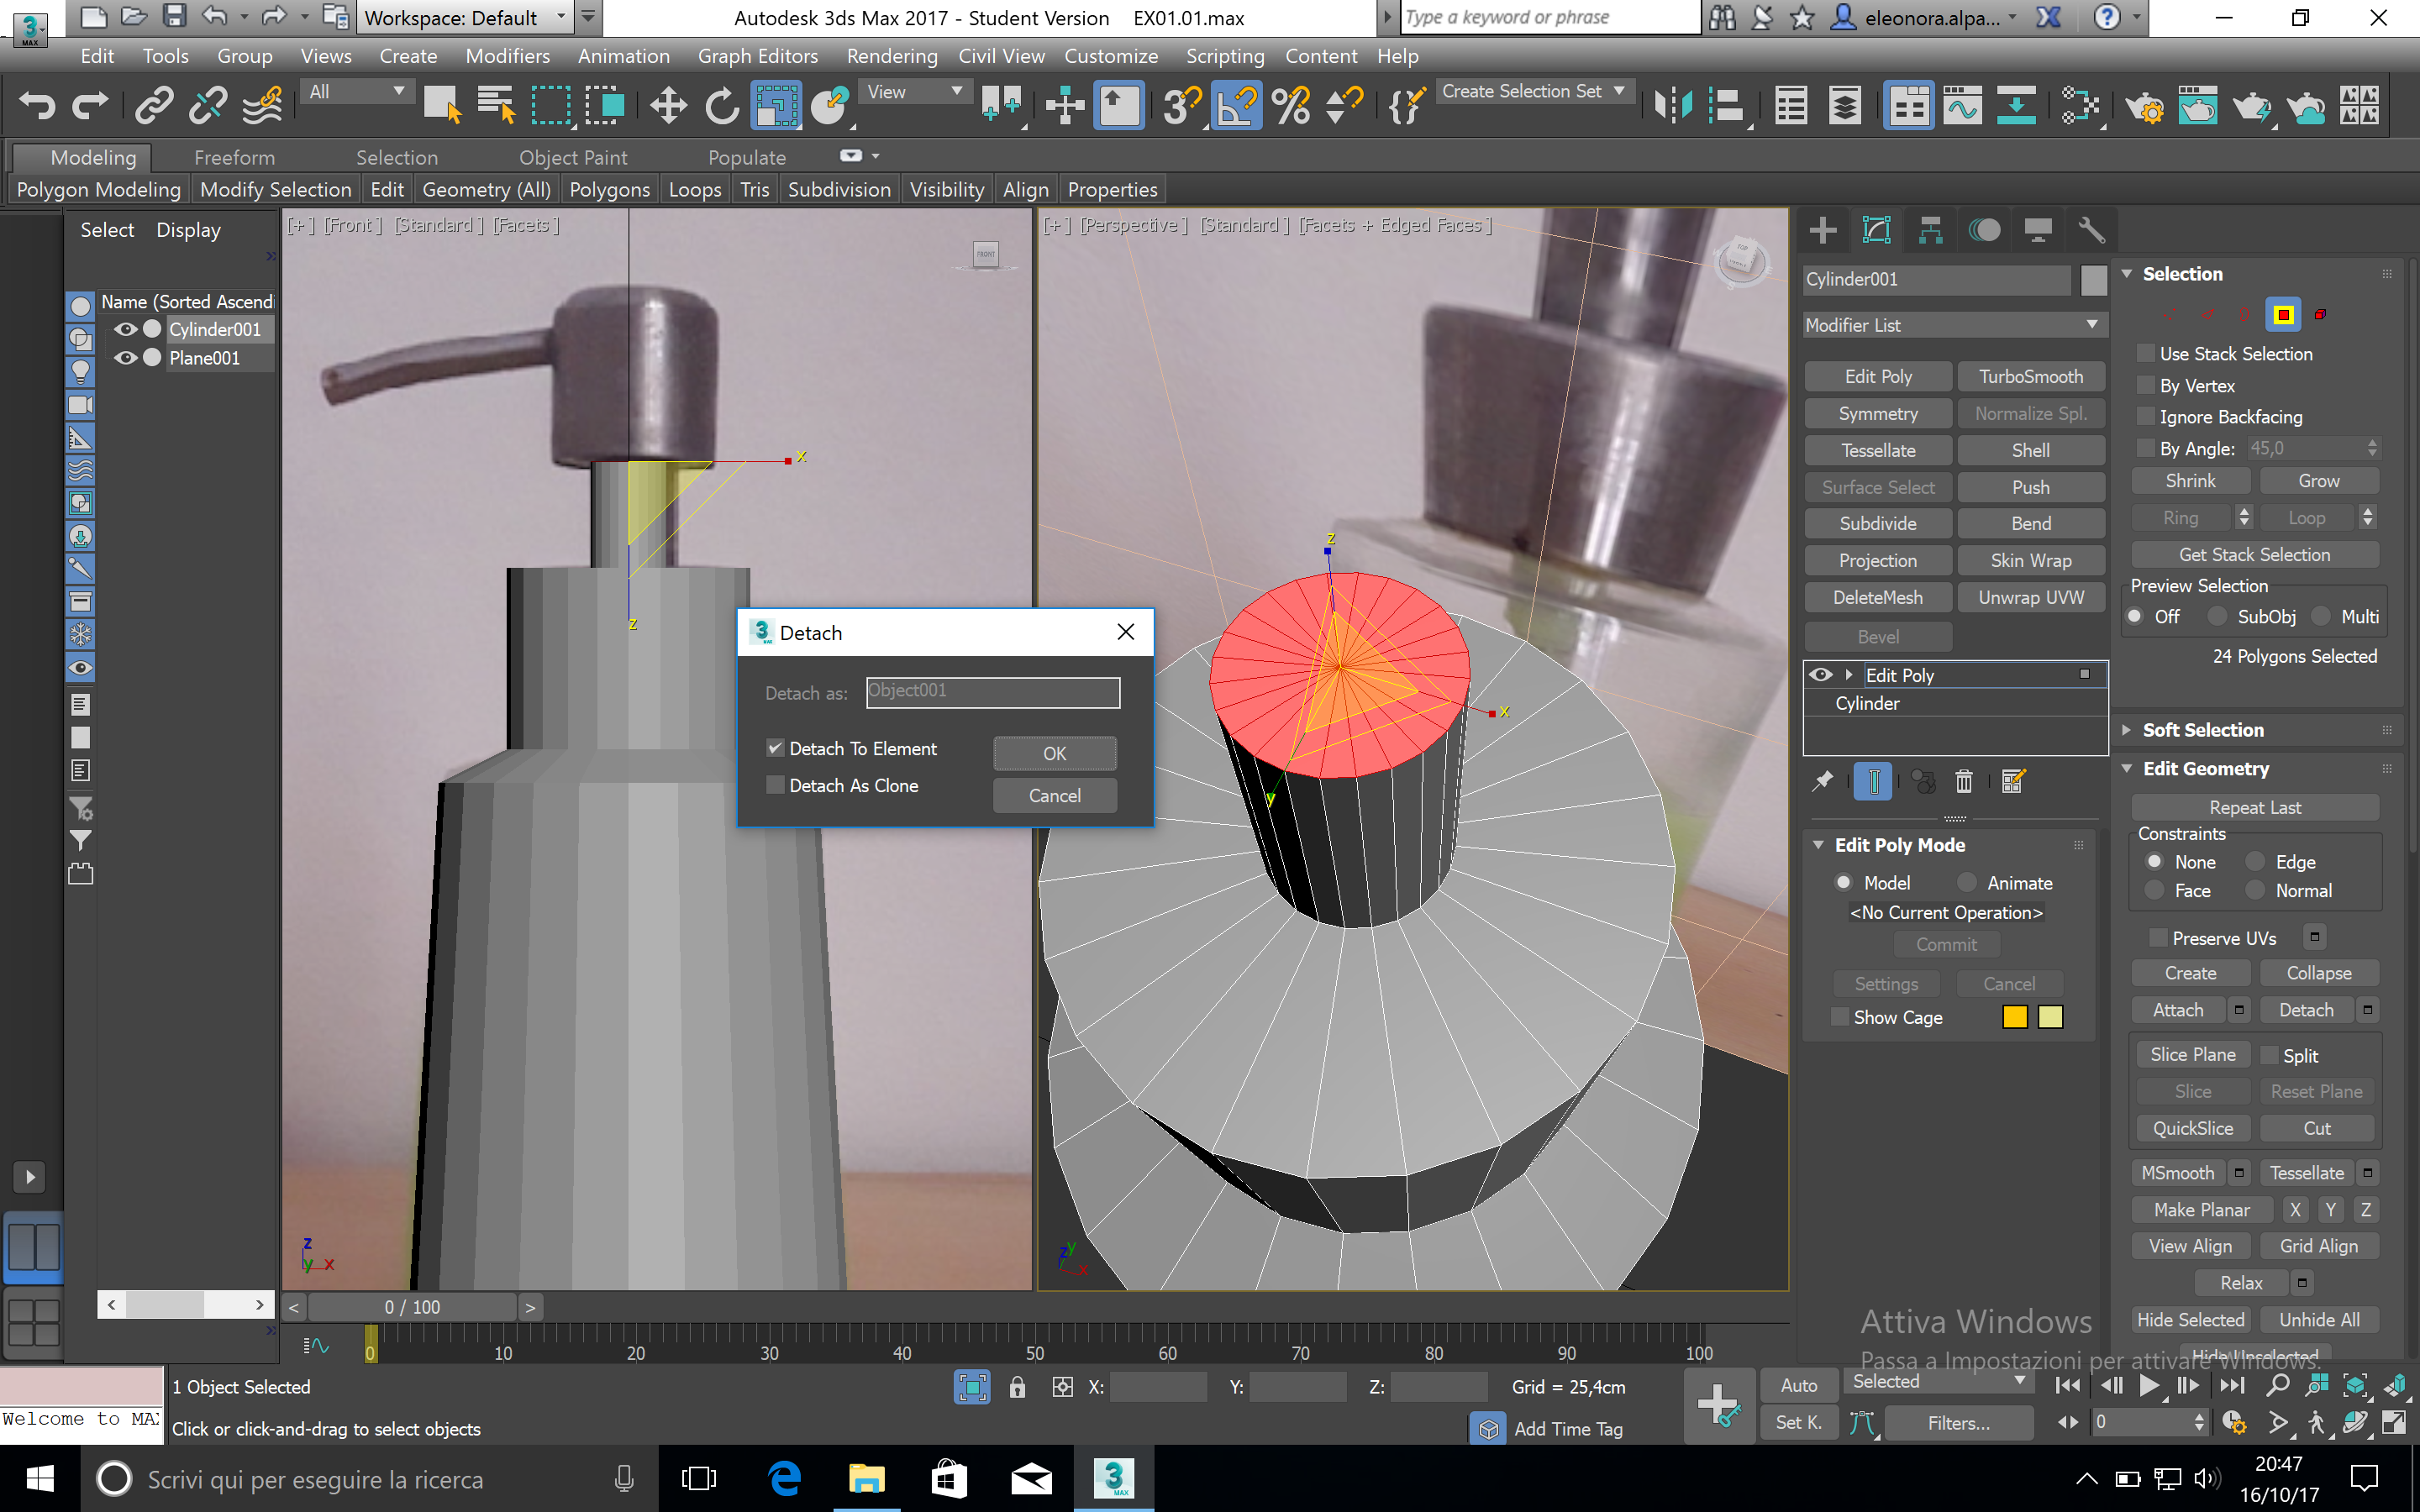 Workspace: Default
Autodesk 3ds Max 2017 - Student Version EX01.01.max
Type a keyword or phrase
eleonora.alpa...
MAX
Edit Tools Group Views Create Modifiers Animation Graph Editors Rendering Civil View Customize Scripting Content Help
All
View
Create Selection Set
Modeling Freeform Selection Object Paint Populate
Polygon Modeling Modify Selection Edit Geometry (All) Polygons Loops Tris Subdivision Visibility Align Properties
Select Display
Name (Sorted Ascendi
Cylinder001
Plane001
[+] [Front] [Standard] [Facets]
FRONT
x
z
[+] [Perspective] [Standard] [Facets + Edged Faces]
TOP
z
x
y
Detach
Detach as: Object001
Detach To Element
Detach As Clone
OK
Cancel
Cylinder001
Modifier List
Edit Poly TurboSmooth
Symmetry Normalize Spl.
Tessellate Shell
Surface Select Push
Subdivide Bend
Projection Skin Wrap
DeleteMesh Unwrap UVW
Bevel
Edit Poly
Cylinder
Edit Poly Mode
Model Animate
<No Current Operation>
Commit
Settings Cancel
Show Cage
Selection
Use Stack Selection
By Vertex
Ignore Backfacing
By Angle: 45,0
Shrink Grow
Ring Loop
Get Stack Selection
Preview Selection
Off SubObj Multi
24 Polygons Selected
Soft Selection
Edit Geometry
Repeat Last
Constraints
None Edge
Face Normal
Preserve UVs
Create Collapse
Attach Detach
Slice Plane Split
Slice Reset Plane
QuickSlice Cut
MSmooth Tessellate
Make Planar X Y Z
View Align Grid Align
Relax
Hide Selected Unhide All
Hide Unselected
Attiva Windows
Passa a Impostazioni per attivare Windows.
z
y x
z y
x
0 / 100
0 10 20 30 40 50 60 70 80 90 100
1 Object Selected
X: Y: Z: Grid = 25,4cm
Auto Selected
Welcome to MAX
Click or click-and-drag to select objects
Add Time Tag
Set K. Filters...
0
Scrivi qui per eseguire la ricerca
MAX
20:47
16/10/17